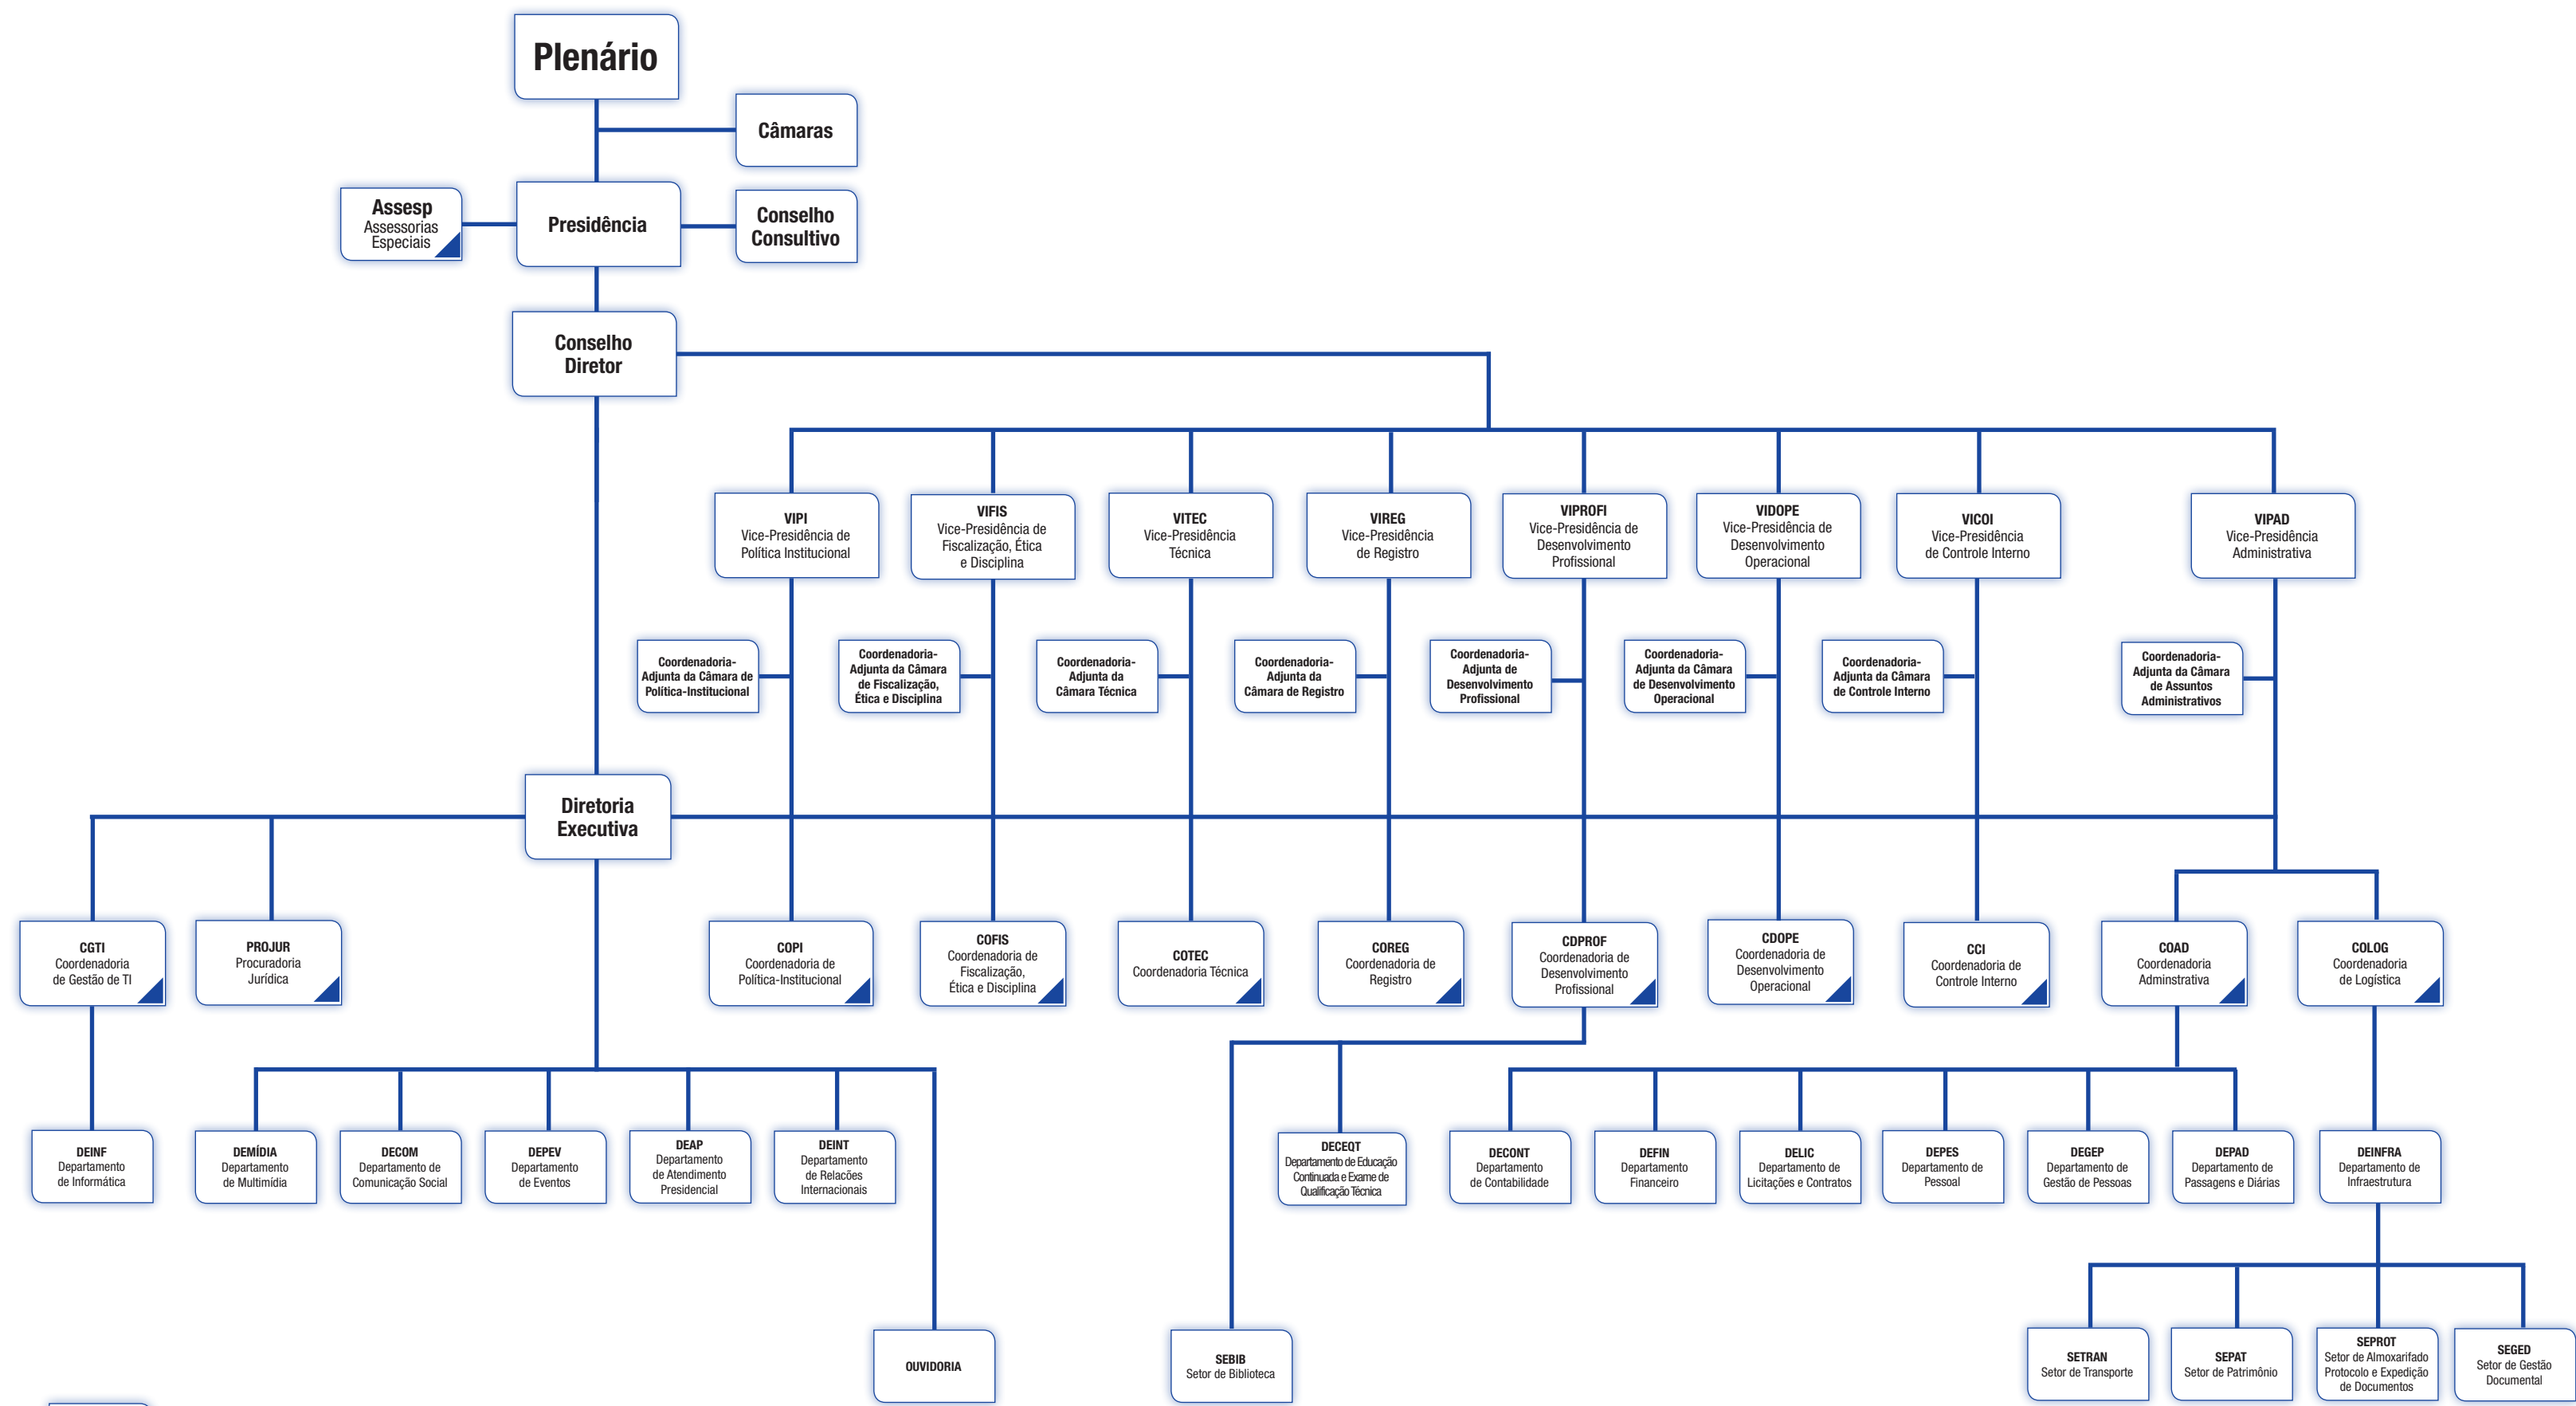 Plenário
Câmaras
Assesp
Assessorias
Especiais
Presidência
Conselho
Consultivo
Conselho
Diretor
VIPI
Vice-Presidência de
Política Institucional
VIFIS
Vice-Presidência de
Fiscalização, Ética
e Disciplina
VITEC
Vice-Presidência
Técnica
VIREG
Vice-Presidência
de Registro
VIPROFI
Vice-Presidência de
Desenvolvimento
Profissional
VIDOPE
Vice-Presidência de
Desenvolvimento
Operacional
VICOI
Vice-Presidência
de Controle Interno
VIPAD
Vice-Presidência
Administrativa
Coordenadoria-
Adjunta da Câmara de
Política-Institucional
Coordenadoria-
Adjunta da Câmara
de Fiscalização,
Ética e Disciplina
Coordenadoria-
Adjunta da
Câmara Técnica
Coordenadoria-
Adjunta da
Câmara de Registro
Coordenadoria-
Adjunta de
Desenvolvimento
Profissional
Coordenadoria-
Adjunta da Câmara
de Desenvolvimento
Operacional
Coordenadoria-
Adjunta da Câmara
de Controle Interno
Coordenadoria-
Adjunta da Câmara
de Assuntos
Administrativos
Diretoria
Executiva
CGTI
Coordenadoria
de Gestão de TI
PROJUR
Procuradoria
Jurídica
COPI
Coordenadoria de
Política-Institucional
COFIS
Coordenadoria de
Fiscalização,
Ética e Disciplina
COTEC
Coordenadoria Técnica
COREG
Coordenadoria de
Registro
CDPROF
Coordenadoria de
Desenvolvimento
Profissional
CDOPE
Coordenadoria de
Desenvolvimento
Operacional
CCI
Coordenadoria de
Controle Interno
COAD
Coordenadoria
Adminstrativa
COLOG
Coordenadoria
de Logística
DEINF
Departamento
de Informática
DEMÍDIA
Departamento
de Multimídia
DECOM
Departamento de
Comunicação Social
DEPEV
Departamento
de Eventos
DEAP
Departamento
de Atendimento
Presidencial
DEINT
Departamento
de Relações
Internacionais
DECEQT
Departamento de Educação
Continuada e Exame de
Qualificação Técnica
DECONT
Departamento
de Contabilidade
DEFIN
Departamento
Financeiro
DELIC
Departamento de
Licitações e Contratos
DEPES
Departamento de
Pessoal
DEGEP
Departamento de
Gestão de Pessoas
DEPAD
Departamento de
Passagens e Diárias
DEINFRA
Departamento de
Infraestrutura
OUVIDORIA
SEBIB
Setor de Biblioteca
SETRAN
Setor de Transporte
SEPAT
Setor de Patrimônio
SEPROT
Setor de Almoxarifado
Protocolo e Expedição
de Documentos
SEGED
Setor de Gestão
Documental